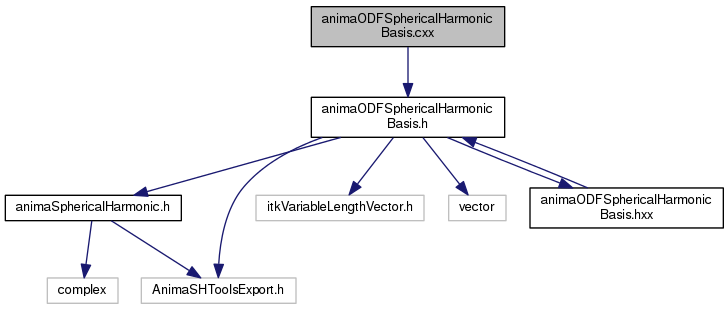 animaODFSphericalHarmonic
Basis.cxx
animaODFSphericalHarmonic
Basis.h
animaSphericalHarmonic.h
itkVariableLengthVector.h
vector
animaODFSphericalHarmonic
Basis.hxx
complex
AnimaSHToolsExport.h